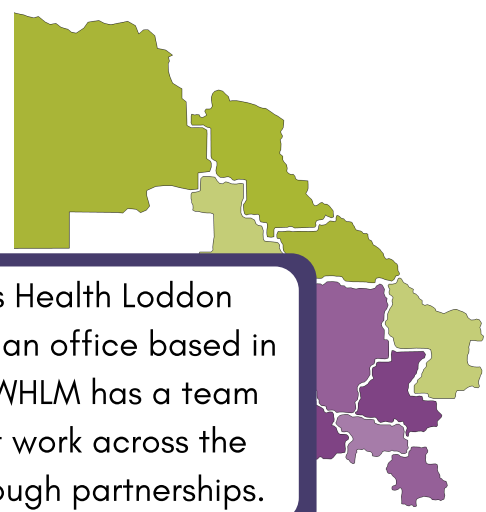 s Health Loddon
an office based in
WHLM has a team
work across the
ough partnerships.